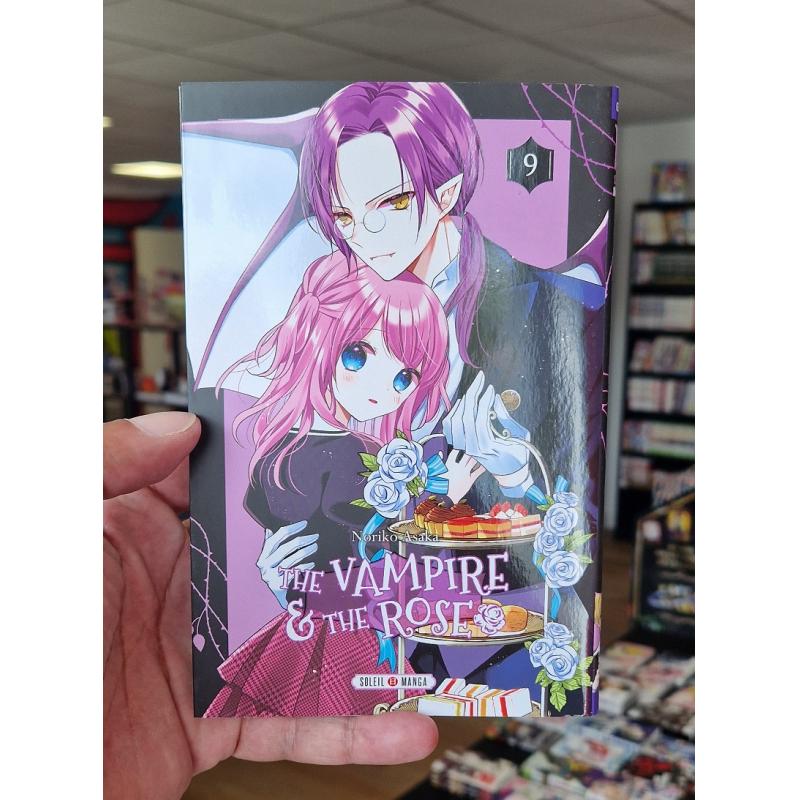 9
Noriko Asaka
THE VAMPIRE
& THE ROSE
SOLEIL MANGA